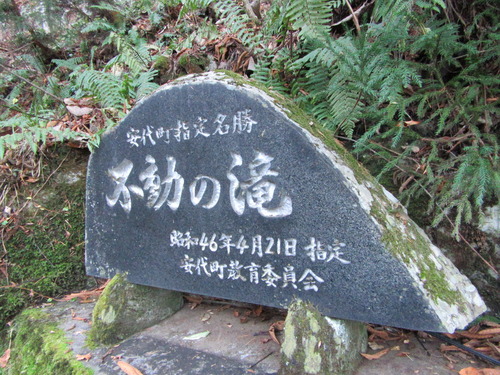 安代町指定名勝
不動の滝
昭和46年4月21日 指定
安代町教育委員会